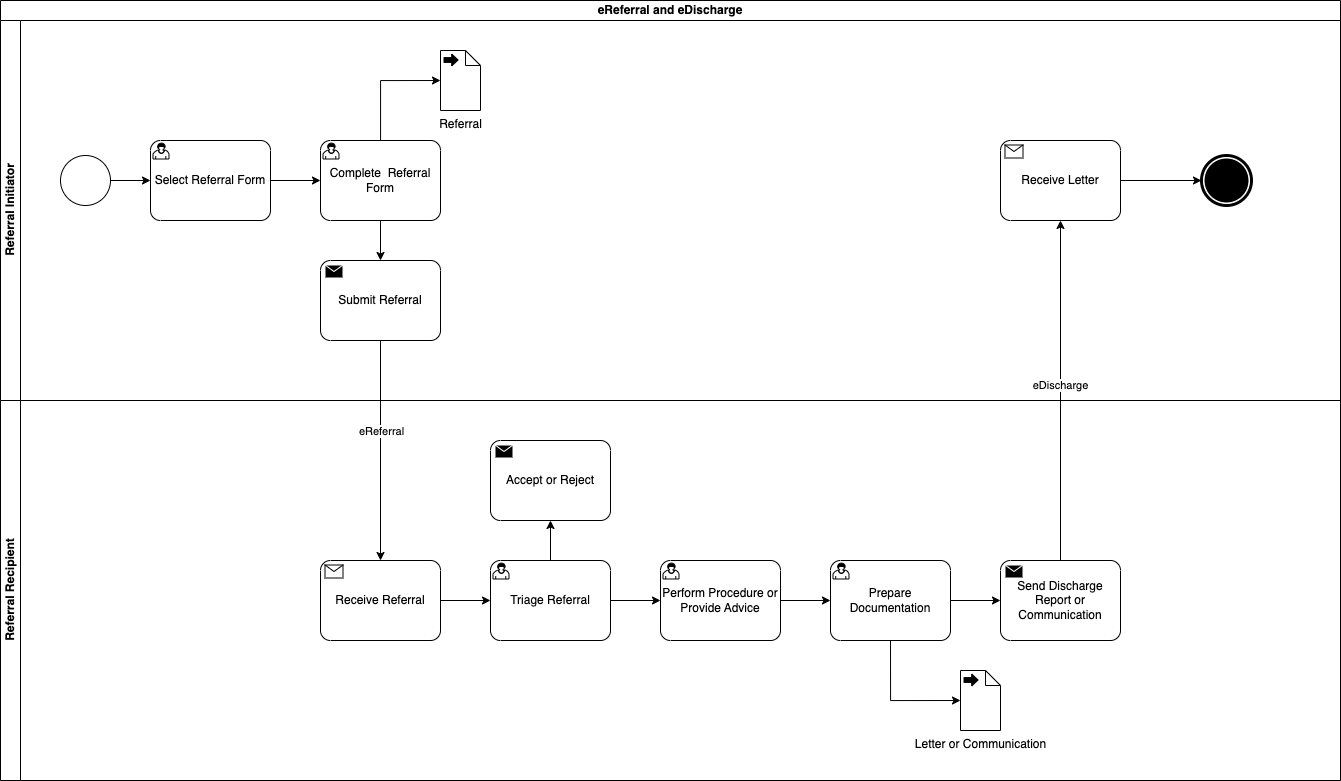 eReferral and eDischarge
Referral Initiator
Referral
Select Referral Form
Complete  Referral
Form
Submit Referral
Receive Letter
eDischarge
Referral Recipient
eReferral
Accept or Reject
Receive Referral
Triage Referral
Perform Procedure or
Provide Advice
Prepare
Documentation
Send Discharge
Report or
Communication
Letter or Communication